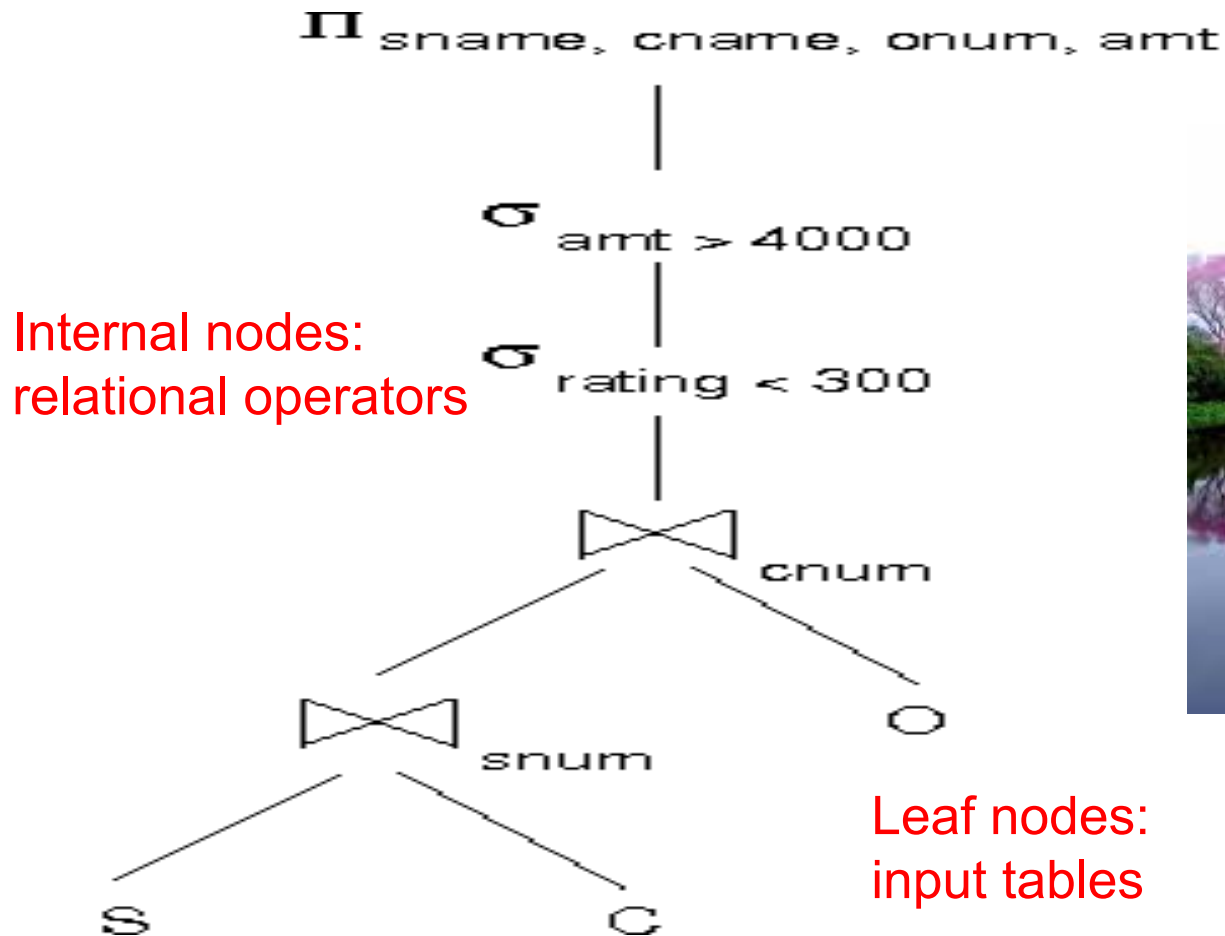 Π sname, cname, onum, amt
σ amt > 4000
Internal nodes:
relational operators
σ rating < 300
⋈ cnum
⋈ snum
O
Leaf nodes:
input tables
S C